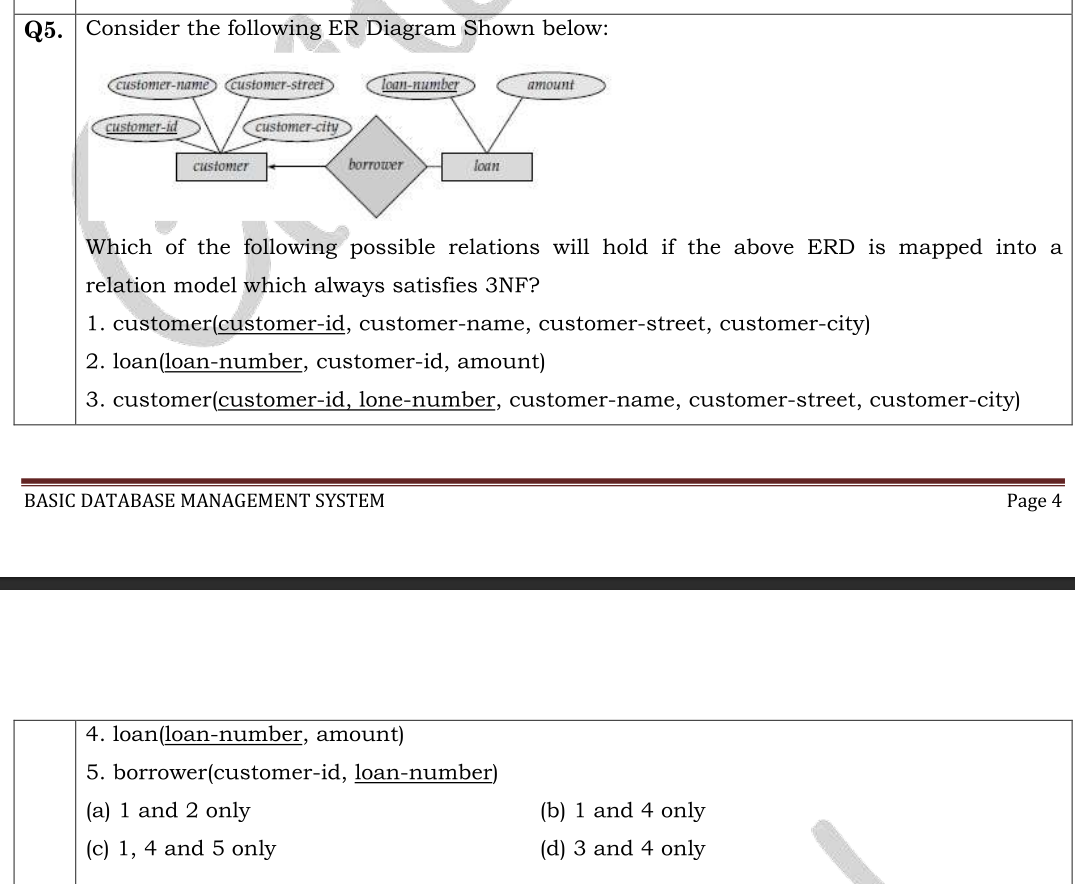 Q5. Consider the following ER Diagram Shown below:
customer-name customer-street loan-number amount
customer-id customer-city
customer borrower loan
Which of the following possible relations will hold if the above ERD is mapped into a
relation model which always satisfies 3NF?
1. customer(customer-id, customer-name, customer-street, customer-city)
2. loan(loan-number, customer-id, amount)
3. customer(customer-id, lone-number, customer-name, customer-street, customer-city)
BASIC DATABASE MANAGEMENT SYSTEM Page 4
4. loan(loan-number, amount)
5. borrower(customer-id, loan-number)
(a) 1 and 2 only (b) 1 and 4 only
(c) 1, 4 and 5 only (d) 3 and 4 only